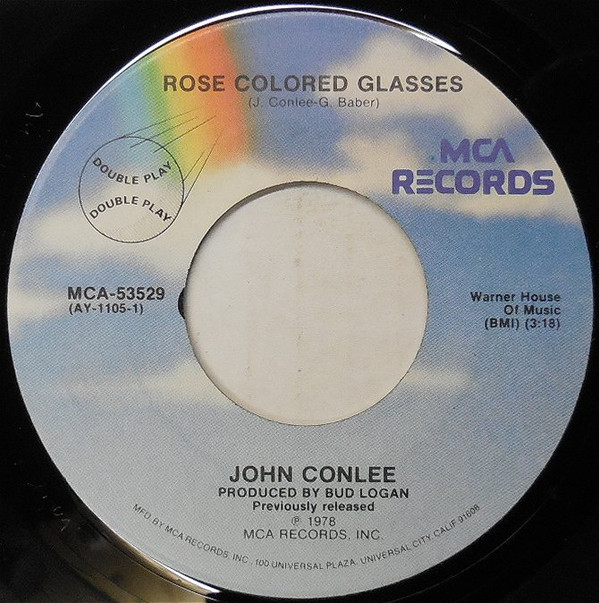 ROSE COLORED GLASSES
(J. Conlee-G. Baber)
MCA
RECORDS
DOUBLE PLAY
DOUBLE PLAY
MCA-53529
(AY-1105-1)
Warner House
Of Music
(BMI) (3:18)
JOHN CONLEE
PRODUCED BY BUD LOGAN
Previously released
℗ 1978
MCA RECORDS, INC.
MFD BY MCA RECORDS, INC., 100 UNIVERSAL PLAZA, UNIVERSAL CITY, CALIF. 91608